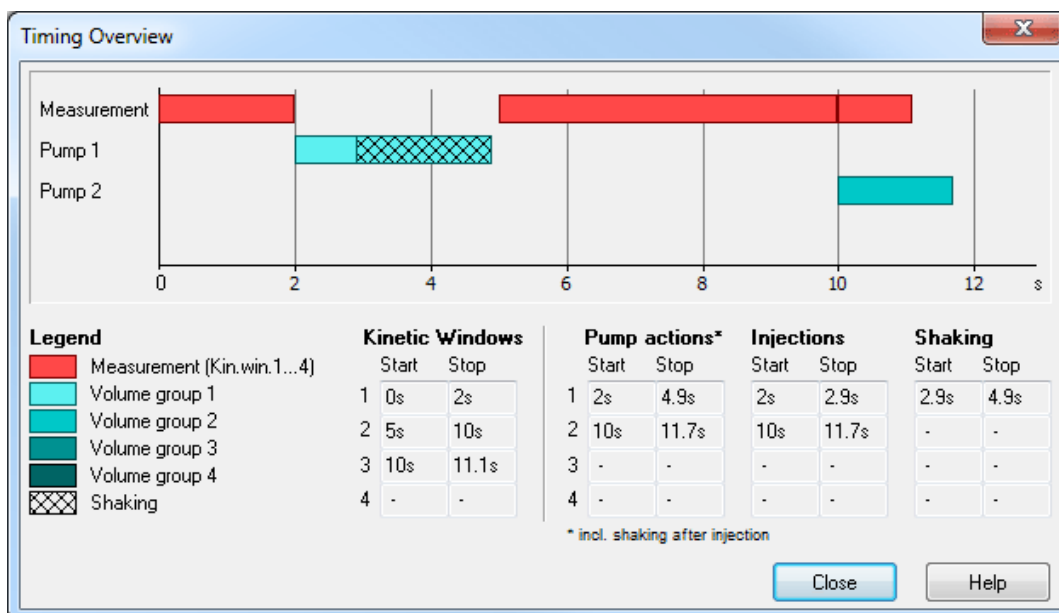 Timing Overview
Measurement
Pump 1
Pump 2
0 2 4 6 8 10 12 s
Legend
Measurement (Kin.win.1...4)
Volume group 1
Volume group 2
Volume group 3
Volume group 4
Shaking
Kinetic Windows
Start Stop
1 0s 2s
2 5s 10s
3 10s 11.1s
4 - -
Pump actions* Injections Shaking
Start Stop Start Stop Start Stop
1 2s 4.9s 2s 2.9s 2.9s 4.9s
2 10s 11.7s 10s 11.7s - -
3 - - - - - -
4 - - - - - -
* incl. shaking after injection
Close Help